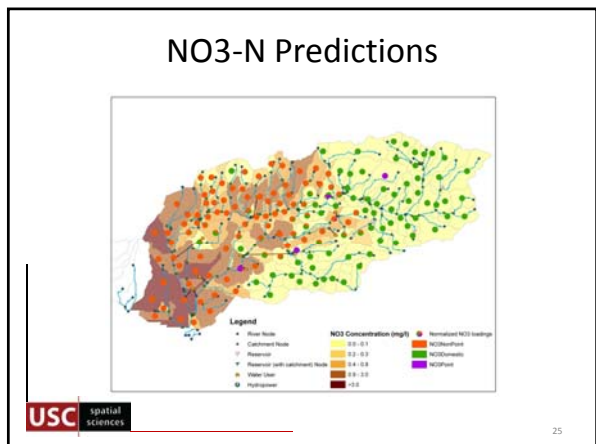 NO3-N Predictions
Legend
River Node
Catchment Node
Reservoir
Reservoir (with catchment) Node
Water User
Hydropower
NO3 Concentration (mg/l)
0.0 - 0.1
0.2 - 0.3
0.4 - 0.8
0.9 - 2.0
>3.0
Normalized NO3 loadings
NO3NonPoint
NO3Domestic
NO3Point
USC spatial
sciences
25